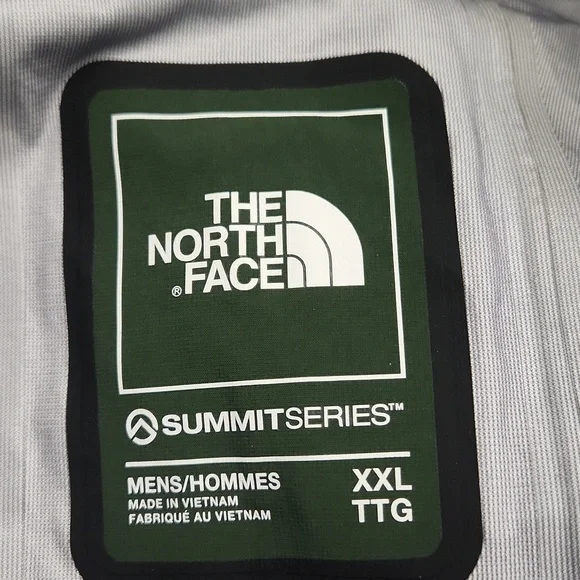 THE
NORTH
® FACE
SUMMITSERIES™
MENS/HOMMES XXL
MADE IN VIETNAM
FABRIQUÉ AU VIETNAM TTG